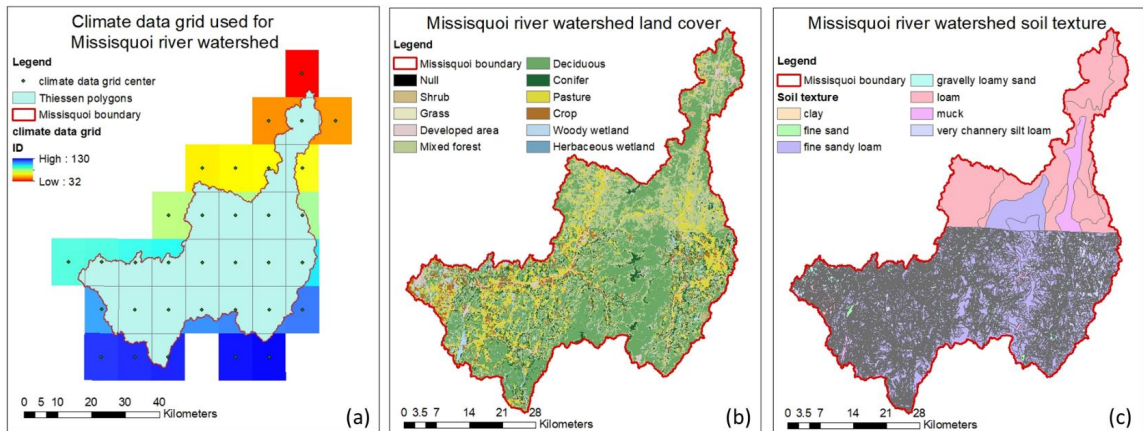 Climate data grid used for
Missisquoi river watershed
Legend
climate data grid center
Thiessen polygons
Missisquoi boundary
climate data grid
ID
High : 130
Low : 32
0 5 10 20 30 40
Kilometers
(a)
Missisquoi river watershed land cover
Legend
Missisquoi boundary
Null
Shrub
Grass
Developed area
Mixed forest
Deciduous
Conifer
Pasture
Crop
Woody wetland
Herbaceous wetland
0 3.5 7 14 21 28
Kilometers
(b)
Missisquoi river watershed soil texture
Legend
Missisquoi boundary
Soil texture
clay
fine sand
fine sandy loam
gravelly loamy sand
loam
muck
very channery silt loam
0 3.5 7 14 21 28
Kilometers
(c)